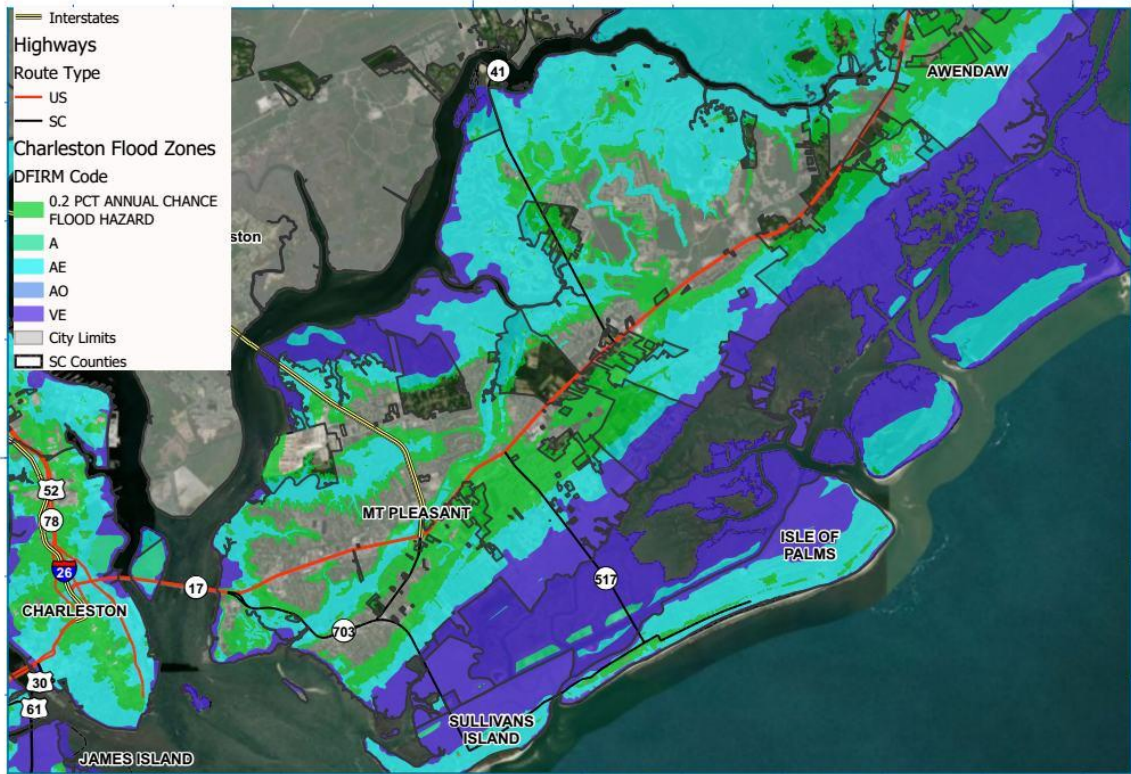 Interstates
Highways
Route Type
US
SC
Charleston Flood Zones
DFIRM Code
0.2 PCT ANNUAL CHANCE
FLOOD HAZARD
A
AE
AO
VE
City Limits
SC Counties
41
AWENDAW
ston
52
78
26
CHARLESTON
17
MT PLEASANT
703
517
ISLE OF
PALMS
30
61
SULLIVANS
ISLAND
JAMES ISLAND